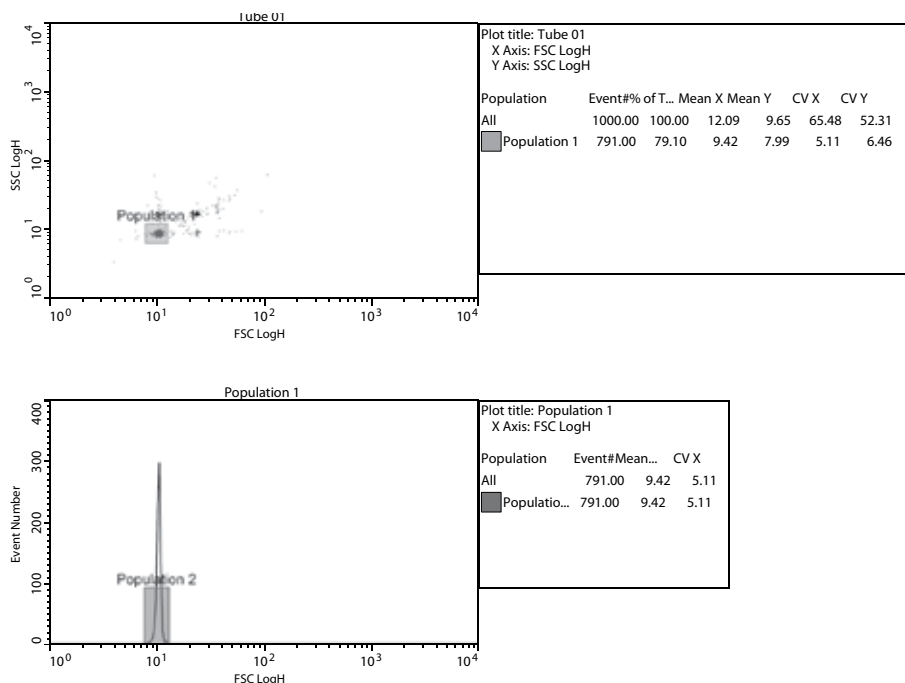 Tube 01
10^4
10^3
10^2
10^1
10^0
SSC LogH
Population 1
10^0 10^1 10^2 10^3 10^4
FSC LogH
Plot title: Tube 01
X Axis: FSC LogH
Y Axis: SSC LogH
Population Event#% of T... Mean X Mean Y CV X CV Y
All 1000.00 100.00 12.09 9.65 65.48 52.31
Population 1 791.00 79.10 9.42 7.99 5.11 6.46
Population 1
400
300
200
100
0
Event Number
Population 2
10^0 10^1 10^2 10^3 10^4
FSC LogH
Plot title: Population 1
X Axis: FSC LogH
Population Event#Mean... CV X
All 791.00 9.42 5.11
Populatio... 791.00 9.42 5.11